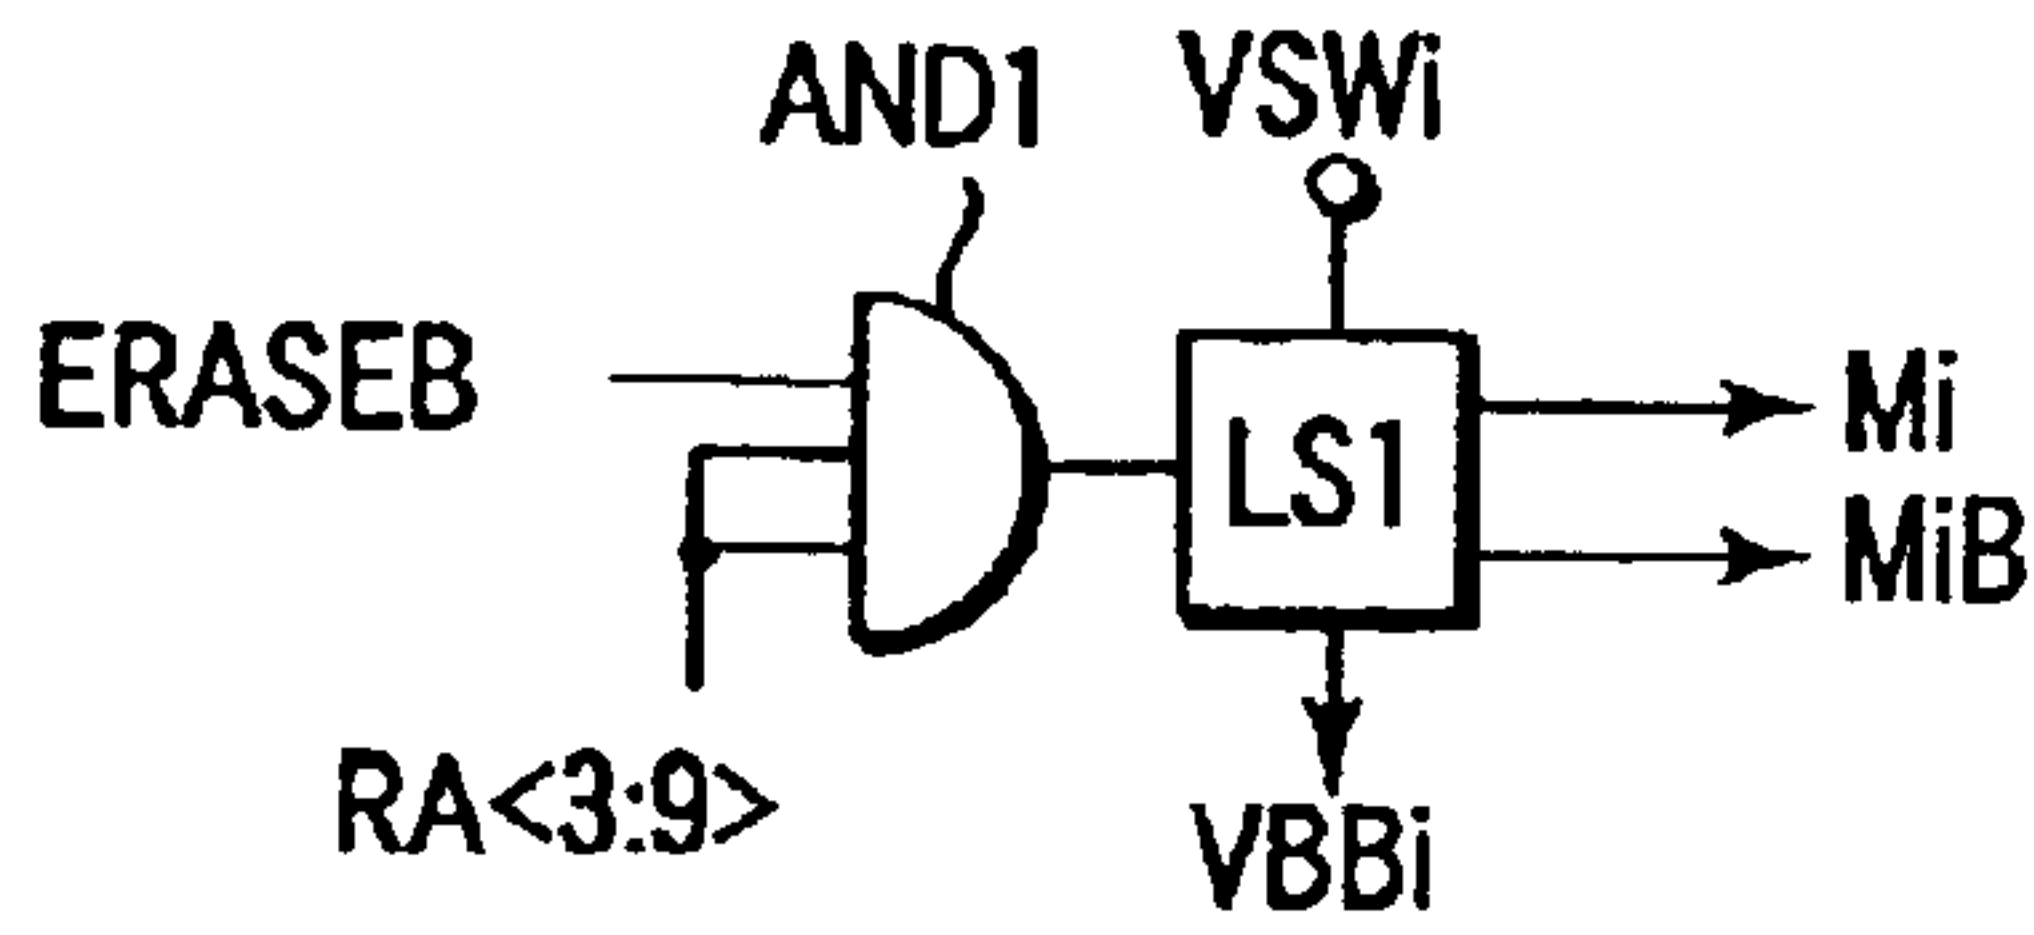 AND1
VSWi
ERASEB
LS1
Mi
MiB
RA<3:9>
VBBi